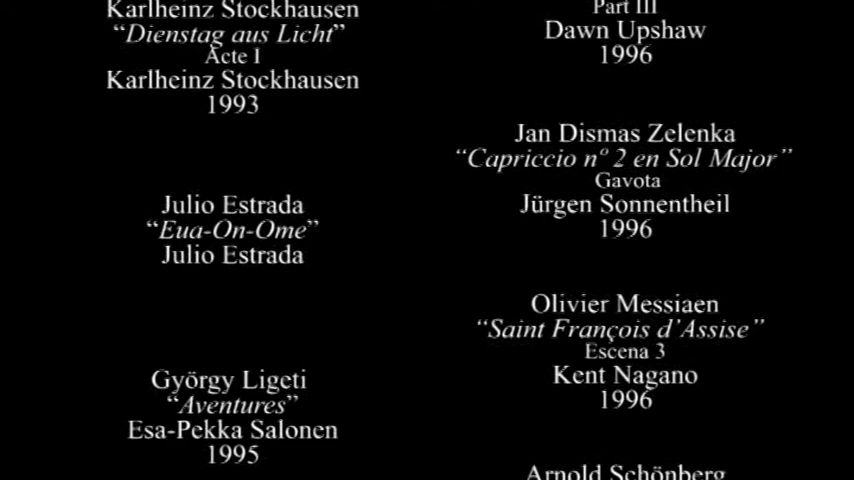 Karlheinz Stockhausen
“Dienstag aus Licht”
Acte I
Karlheinz Stockhausen
1993
Julio Estrada
“Eua-On-Ome”
Julio Estrada
György Ligeti
“Aventures”
Esa-Pekka Salonen
1995
Part III
Dawn Upshaw
1996
Jan Dismas Zelenka
“Capriccio nº 2 en Sol Major”
Gavota
Jürgen Sonnentheil
1996
Olivier Messiaen
“Saint François d’Assise”
Escena 3
Kent Nagano
1996
Arnold Schönberg